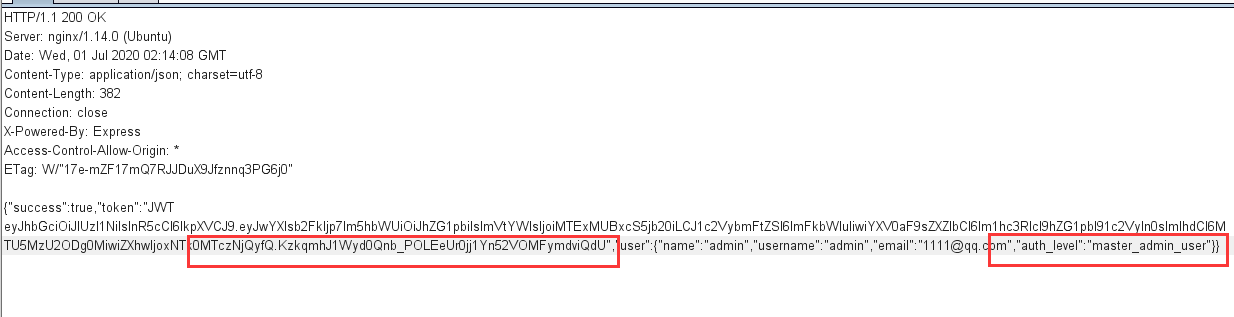 HTTP/1.1 200 OK
Server: nginx/1.14.0 (Ubuntu)
Date: Wed, 01 Jul 2020 02:14:08 GMT
Content-Type: application/json; charset=utf-8
Content-Length: 382
Connection: close
X-Powered-By: Express
Access-Control-Allow-Origin: *
ETag: W/"17e-mZF17mQ7RJJDuX9Jfznnq3PG6j0"
{"success":true,"token":"JWT
eyJhbGciOiJIUzI1NiIsInR5cCI6IkpXVCJ9.eyJwYXlsb2FkIjp7Im5hbWUiOiJhZG1pbiIsImVtYWlsIjoiMTExMUBxcS5jb20iLCJ1c2VybmFtZSI6ImFkbWluIiwiYXV0aF9sZXZlbCI6Im1hc3Rlcl9hZG1pbl91c2VyIn0sImlhdCI6M
TU5MzU2ODg0MiwiZXhwIjoxNTk0MTczNjQyfQ.KzkqmhJ1Wyd0Qnb_POLEeUr0jj1Yn52VOMFymdviQdU","user":{"name":"admin","username":"admin","email":"1111@qq.com","auth_level":"master_admin_user"}}